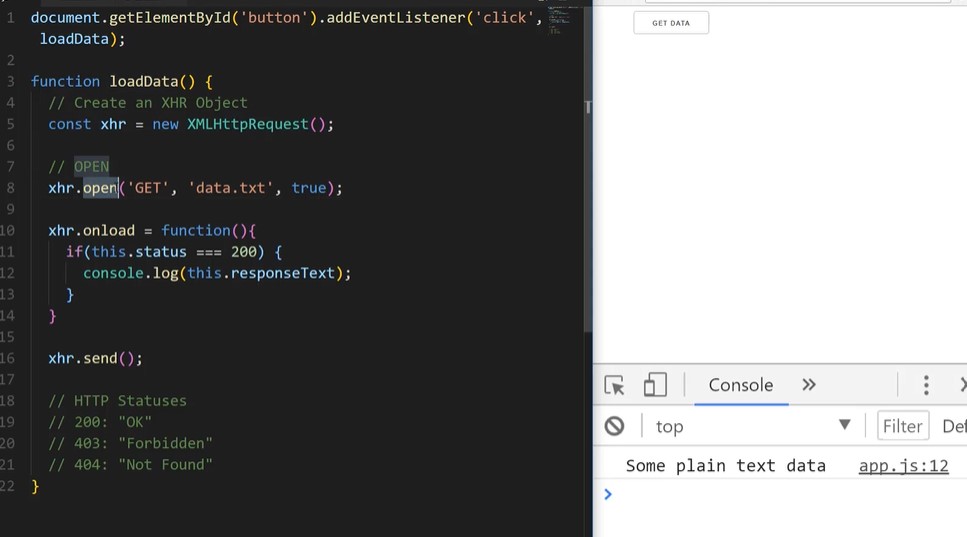 1 document.getElementById('button').addEventListener('click',
loadData);
2
3 function loadData() {
4 // Create an XHR Object
5 const xhr = new XMLHttpRequest();
6
7 // OPEN
8 xhr.open('GET', 'data.txt', true);
9
10 xhr.onload = function(){
11 if(this.status === 200) {
12 console.log(this.responseText);
13 }
14 }
15
16 xhr.send();
17
18 // HTTP Statuses
19 // 200: "OK"
20 // 403: "Forbidden"
21 // 404: "Not Found"
22 }
GET DATA
Console
top Filter Def
Some plain text data app.js:12